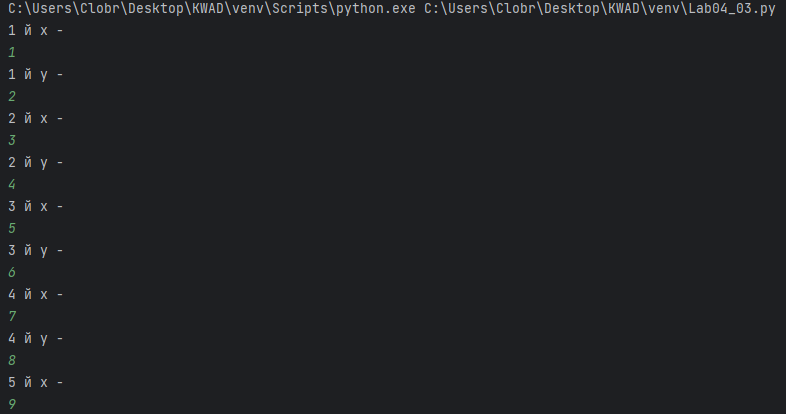 C:\Users\Clobr\Desktop\KWAD\venv\Scripts\python.exe C:\Users\Clobr\Desktop\KWAD\venv\Lab04_03.py
1 й x -
1
1 й y -
2
2 й x -
3
2 й y -
4
3 й x -
5
3 й y -
6
4 й x -
7
4 й y -
8
5 й x -
9